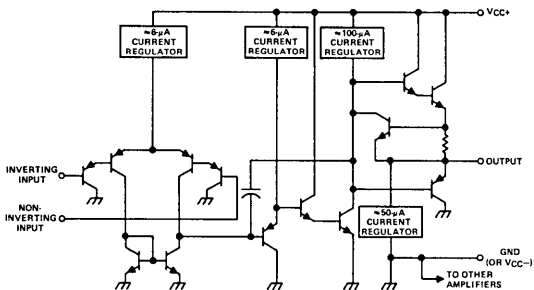 VCC+
≈6-μA
CURRENT
REGULATOR
≈6-μA
CURRENT
REGULATOR
≈100-μA
CURRENT
REGULATOR
INVERTING
INPUT
NON-
INVERTING
INPUT
OUTPUT
≈50-μA
CURRENT
REGULATOR
GND
(OR VCC−)
TO OTHER
AMPLIFIERS